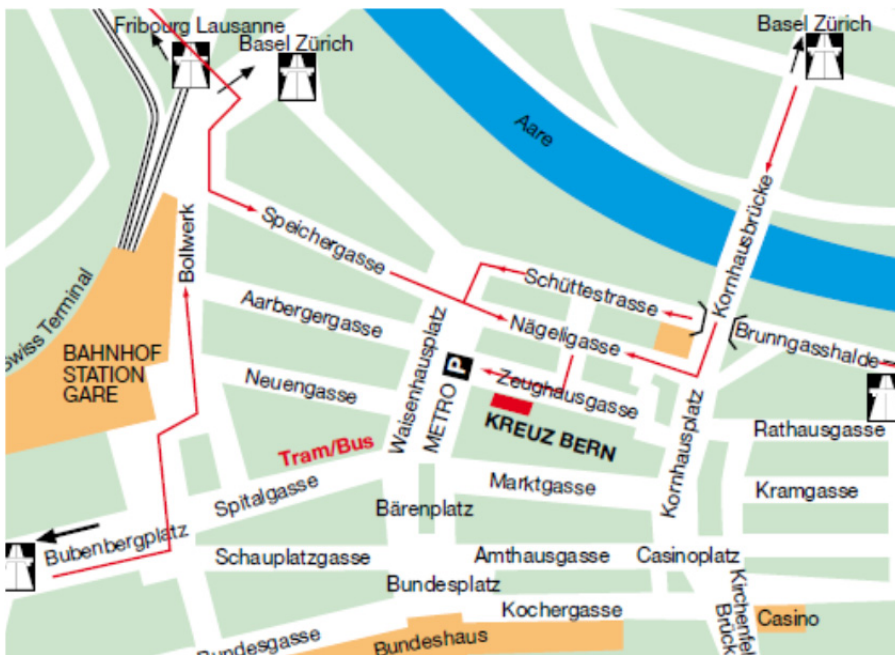 Fribourg Lausanne
Basel Zürich
Basel Zürich
Aare
Speichergasse
Bollwerk
Kornhausbrücke
Schüttestrasse
Swiss Terminal
Aarbergergasse
Nägeligasse
Brunngasshalde
BAHNHOF
STATION
GARE
Neuengasse
Waisenhausplatz
METRO P
Zeughausgasse
KREUZ BERN
Kornhausplatz
Rathausgasse
Tram/Bus
Spitalgasse
Marktgasse
Kramgasse
Bärenplatz
Bubenbergplatz
Schauplatzgasse
Amthausgasse
Casinoplatz
Bundesplatz
Kochergasse
Kirchenfel
Brück
Casino
Bundesgasse
Bundeshaus